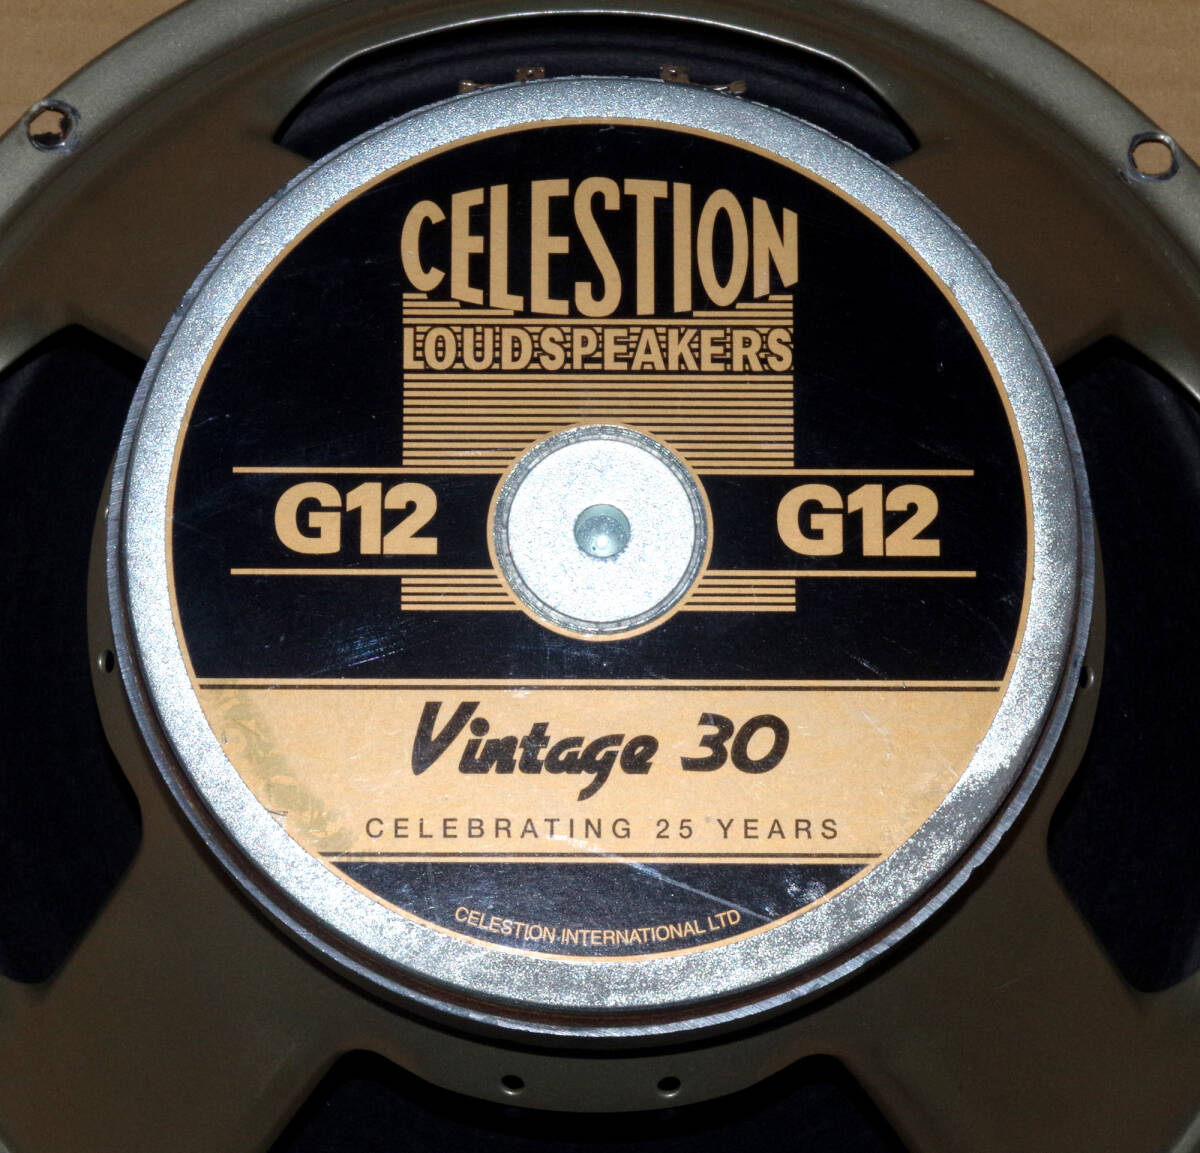 CELESTION
LOUDSPEAKERS
G12 G12
Vintage 30
CELEBRATING 25 YEARS
CELESTION INTERNATIONAL LTD